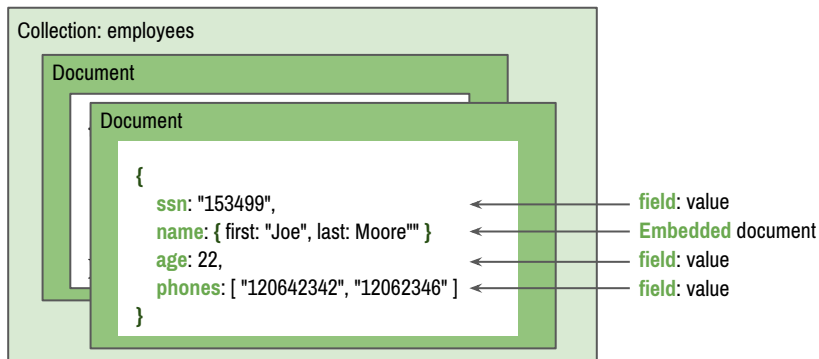 Collection: employees
Document
Document
{
ssn: "153499",
name: { first: "Joe", last: Moore"" }
age: 22,
phones: [ "120642342", "12062346" ]
}
field: value
Embedded document
field: value
field: value